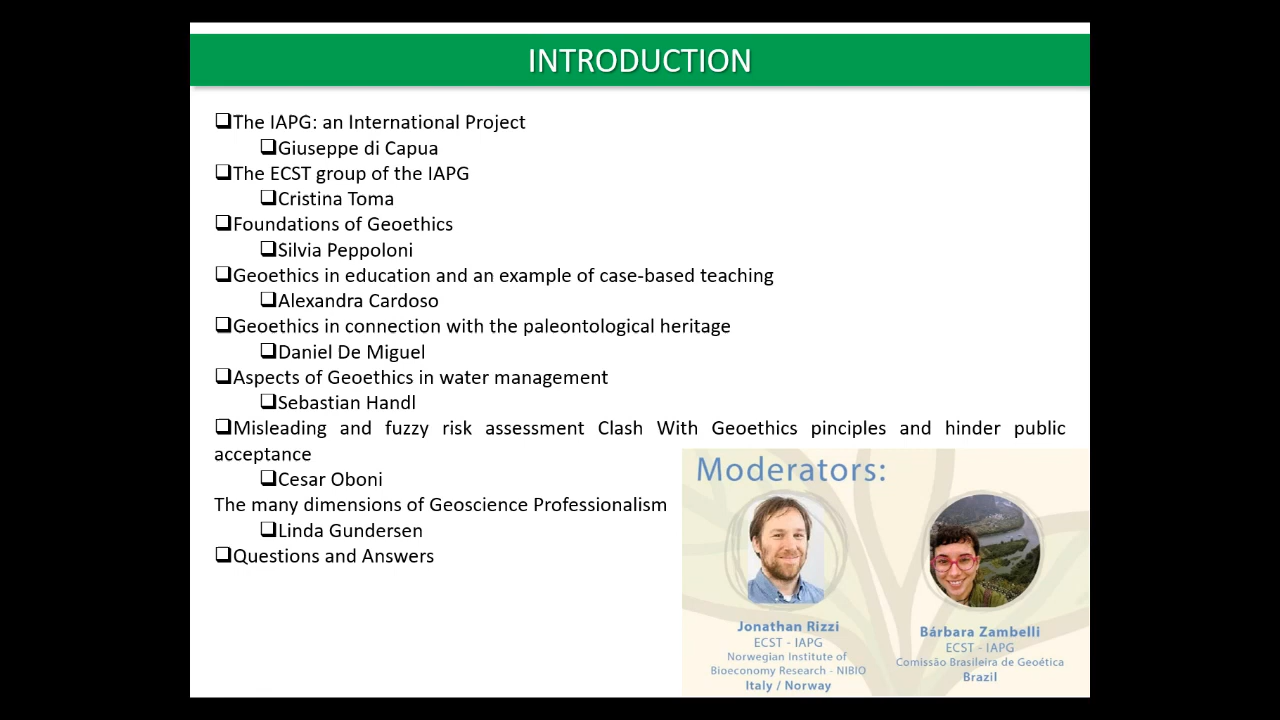 INTRODUCTION
❑The IAPG: an International Project
❑Giuseppe di Capua
❑The ECST group of the IAPG
❑Cristina Toma
❑Foundations of Geoethics
❑Silvia Peppoloni
❑Geoethics in education and an example of case-based teaching
❑Alexandra Cardoso
❑Geoethics in connection with the paleontological heritage
❑Daniel De Miguel
❑Aspects of Geoethics in water management
❑Sebastian Handl
❑Misleading and fuzzy risk assessment Clash With Geoethics pinciples and hinder public
acceptance
❑Cesar Oboni
The many dimensions of Geoscience Professionalism
❑Linda Gundersen
❑Questions and Answers
Moderators:
Jonathan Rizzi
ECST - IAPG
Norwegian Institute of
Bioeconomy Research - NIBIO
Italy / Norway
Bárbara Zambelli
ECST - IAPG
Comissão Brasileira de Geoética
Brazil